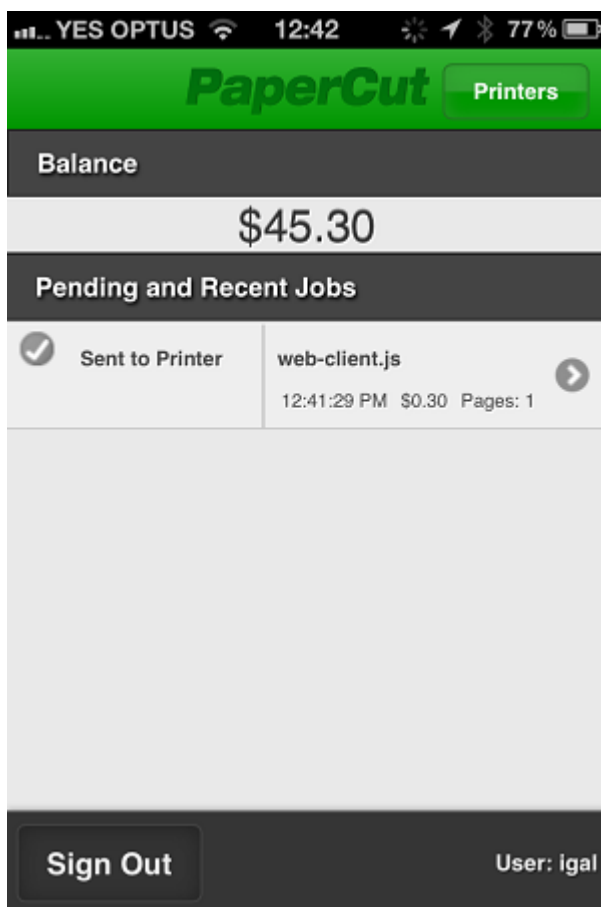 YES OPTUS 12:42 77%
PaperCut Printers
Balance
$45.30
Pending and Recent Jobs
Sent to Printer web-client.js
12:41:29 PM $0.30 Pages: 1
Sign Out User: igal